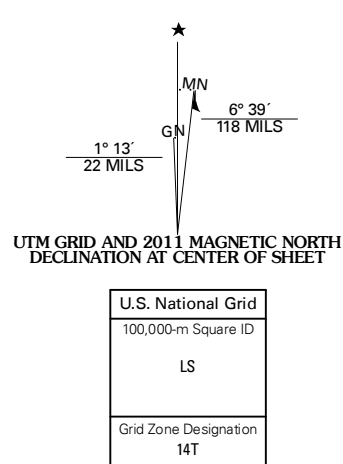 MN
6° 39´
118 MILS
GN
1° 13´
22 MILS
UTM GRID AND 2011 MAGNETIC NORTH
DECLINATION AT CENTER OF SHEET
U.S. National Grid
100,000-m Square ID
LS
Grid Zone Designation
14T